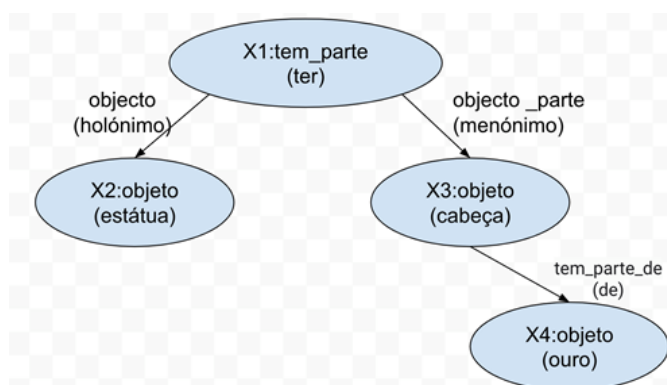 X1:tem_parte
(ter)
objecto
(holónimo)
objecto _parte
(menónimo)
X2:objeto
(estátua)
X3:objeto
(cabeça)
tem_parte_de
(de)
X4:objeto
(ouro)